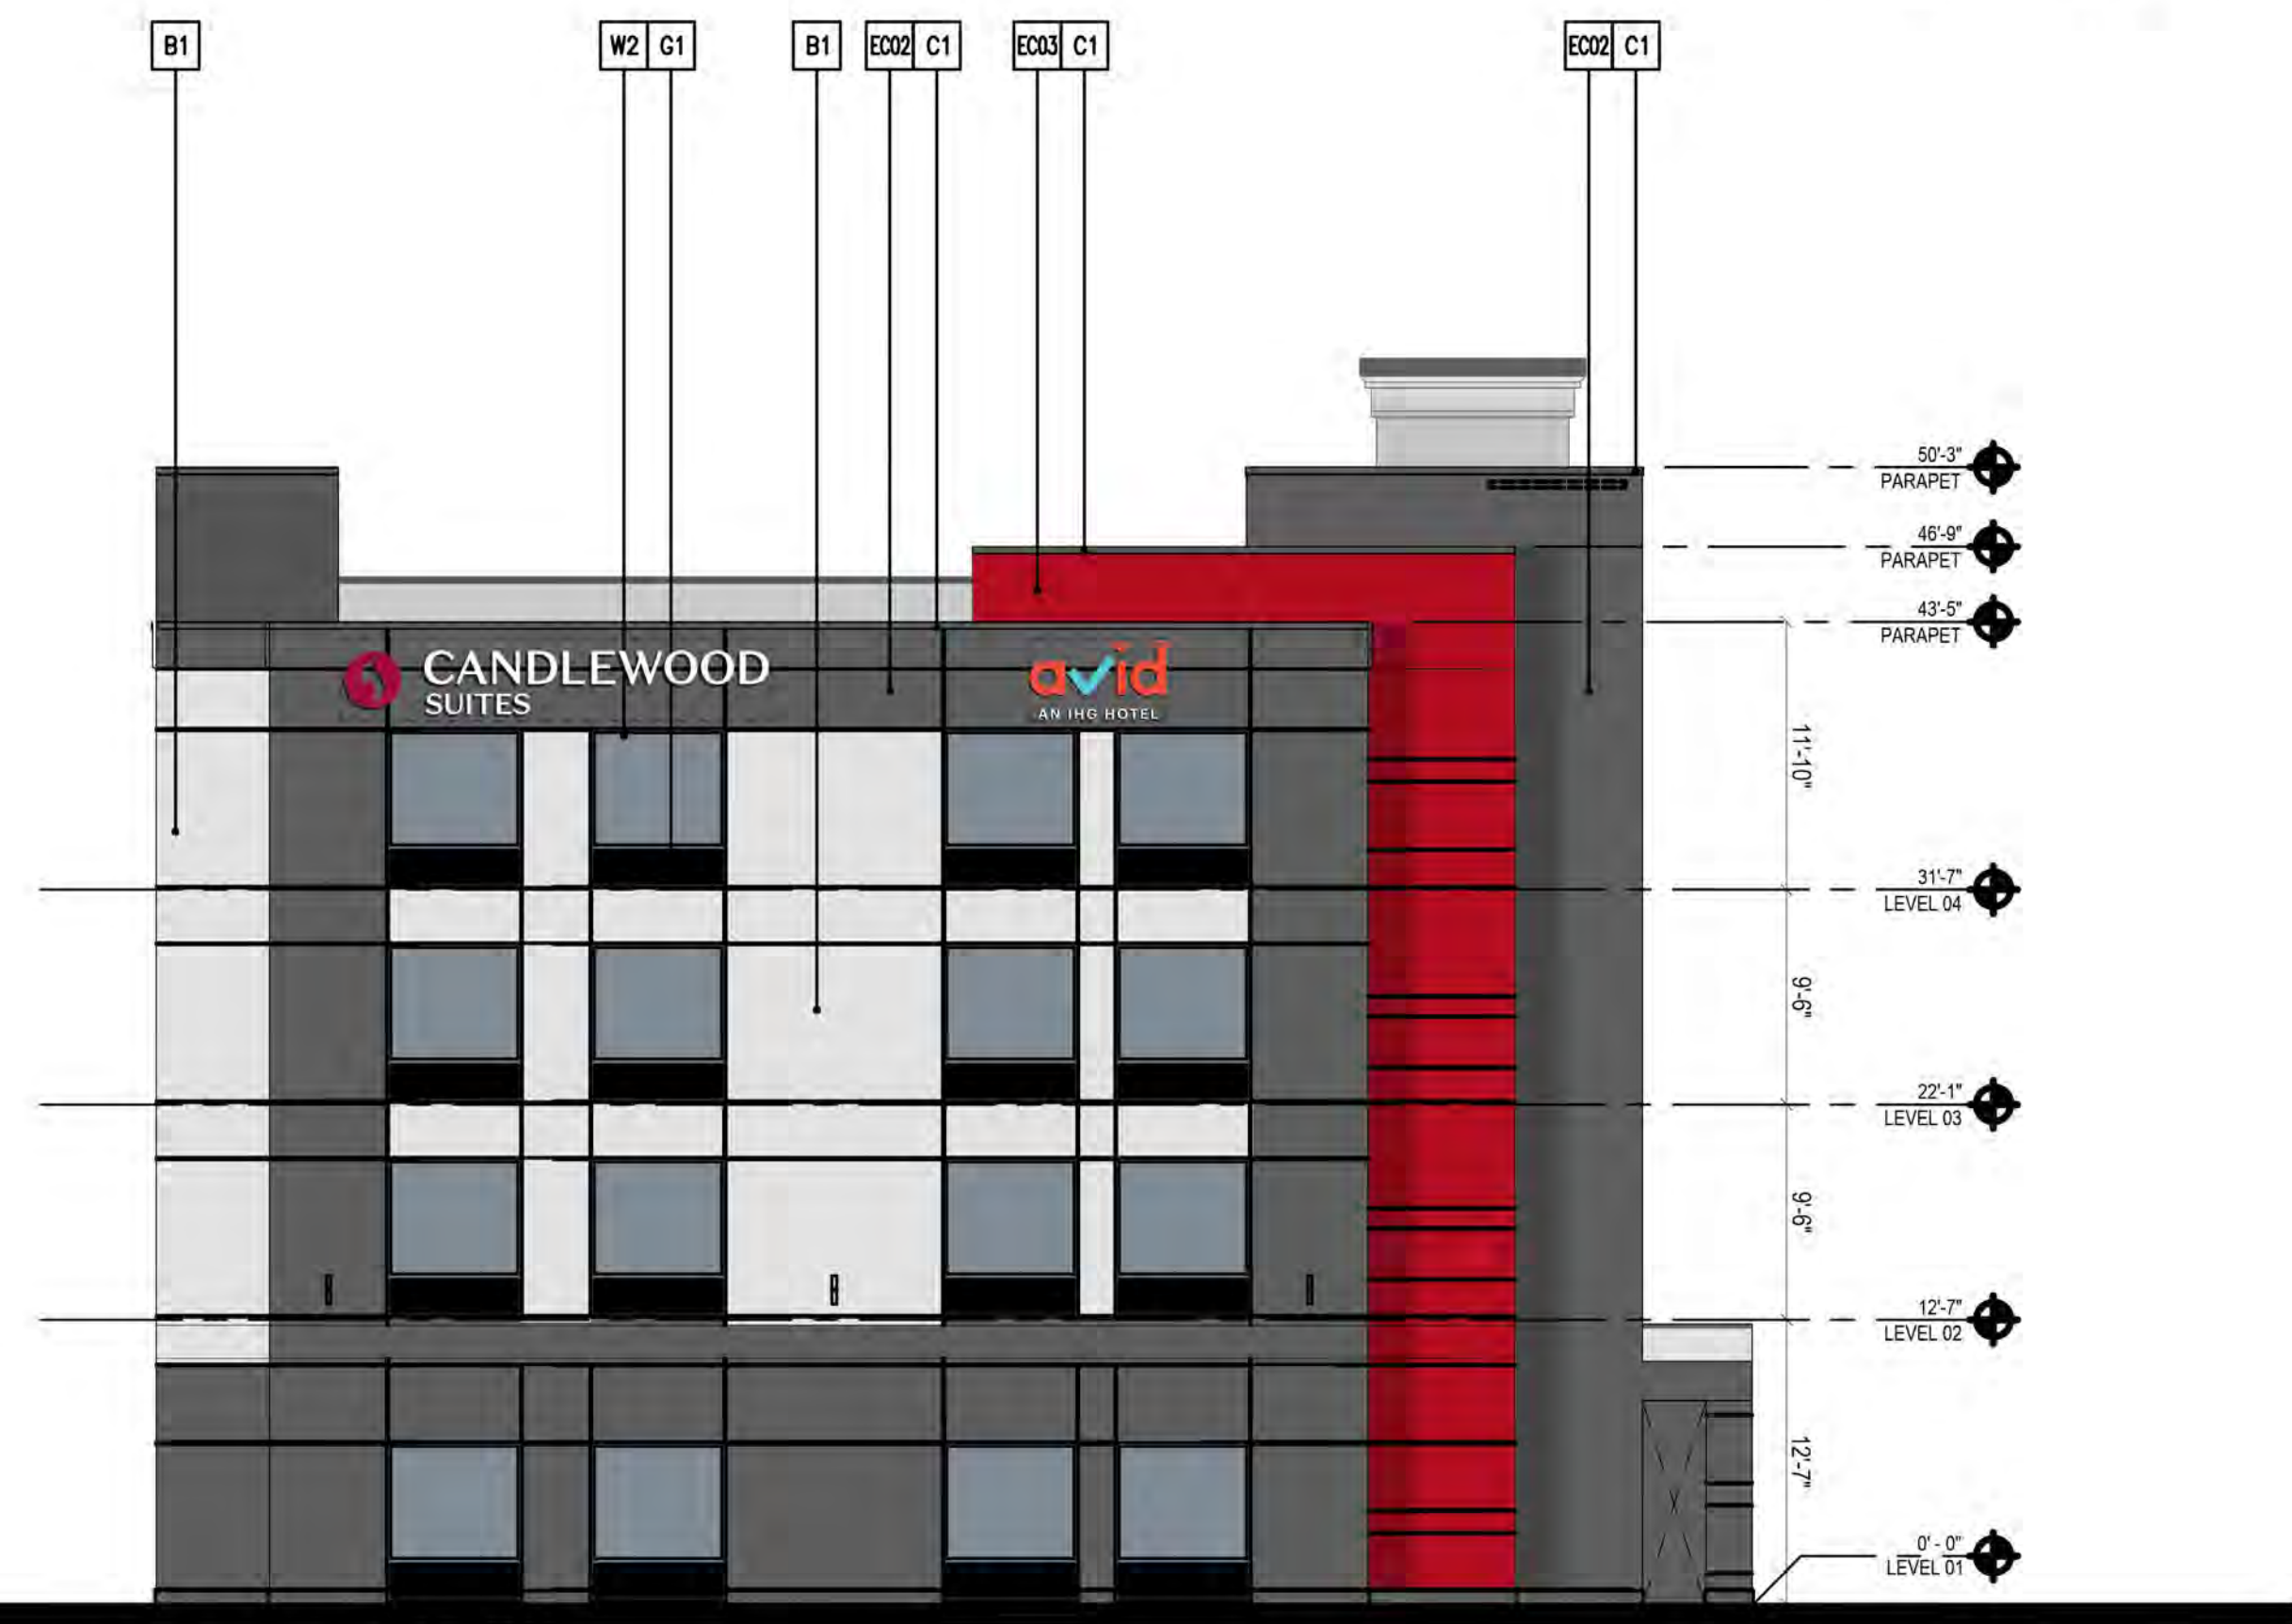 B1
W2 G1
B1
EC02 C1
EC03 C1
EC02 C1
50'-3"
PARAPET
46'-9"
PARAPET
43'-5"
PARAPET
CANDLEWOOD
SUITES
avid
AN IHG HOTEL
11'-10"
31'-7"
LEVEL 04
9'-6"
22'-1"
LEVEL 03
9'-6"
12'-7"
LEVEL 02
12'-7"
0' - 0"
LEVEL 01